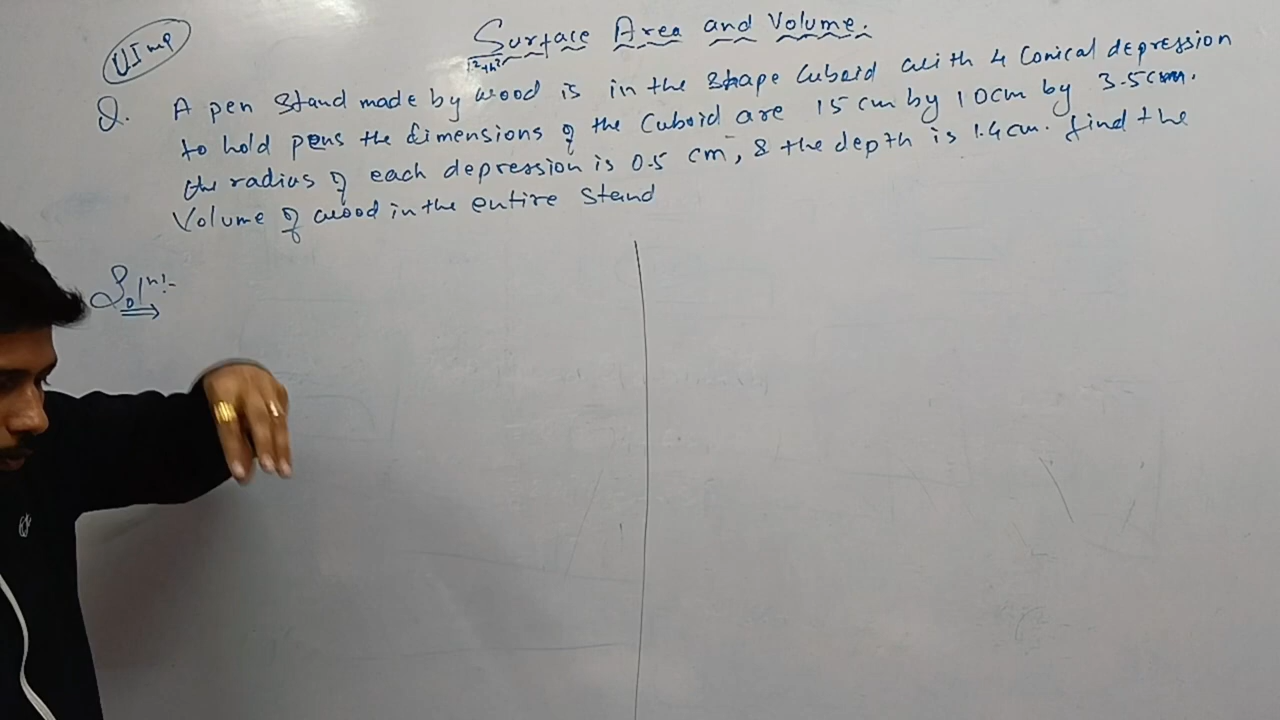 VImp
Surface Area and Volume.
Q. A pen stand made by wood is in the shape Cuboid with 4 Conical depression
to hold pens the dimensions of the Cuboid are 15 cm by 10cm by 3.5cm.
the radius of each depression is 0.5 cm, & the depth is 1.4cm. find the
Volume of wood in the entire Stand
Soln:-